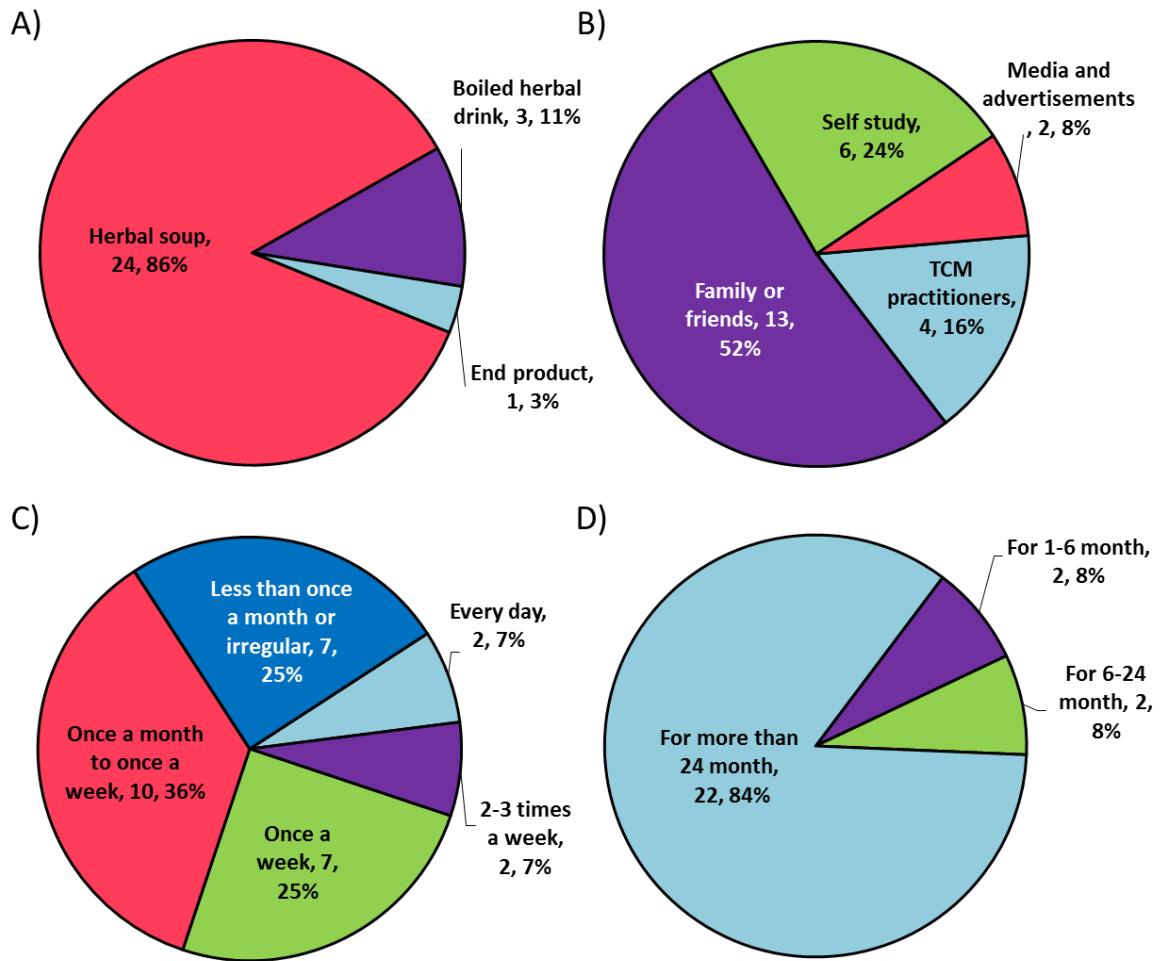 A)
Boiled herbal
drink, 3, 11%
Herbal soup,
24, 86%
End product,
1, 3%
B)
Media and
advertisements
, 2, 8%
Self study,
6, 24%
TCM
practitioners,
4, 16%
Family or
friends, 13,
52%
C)
Less than once
a month or
irregular, 7,
25%
Every day,
2, 7%
Once a month
to once a
week, 10, 36%
2-3 times
a week,
2, 7%
Once a
week, 7,
25%
D)
For 1-6 month,
2, 8%
For 6-24
month, 2,
8%
For more than
24 month,
22, 84%